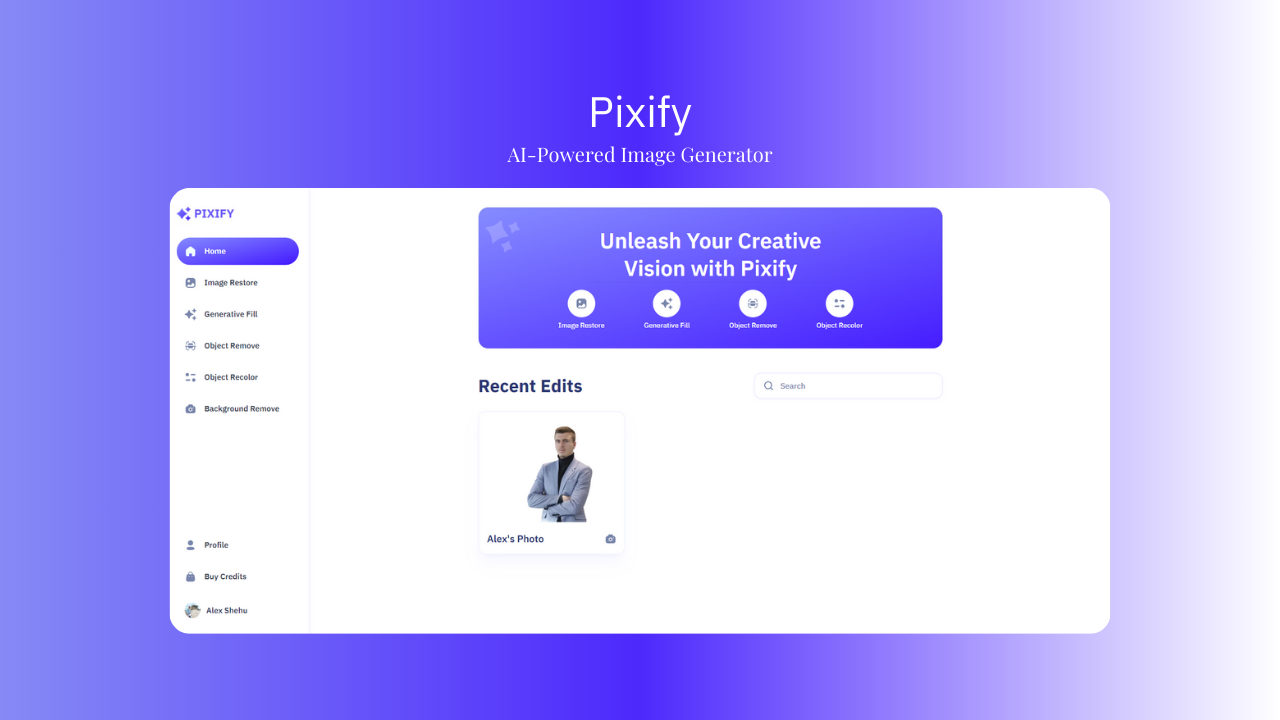 Pixify
AI-Powered Image Generator
PIXIFY
Home
Image Restore
Generative Fill
Object Remove
Object Recolor
Background Remove
Profile
Buy Credits
Alex Shehu
Unleash Your Creative
Vision with Pixify
Image Restore
Generative Fill
Object Remove
Object Recolor
Recent Edits
Search
Alex's Photo